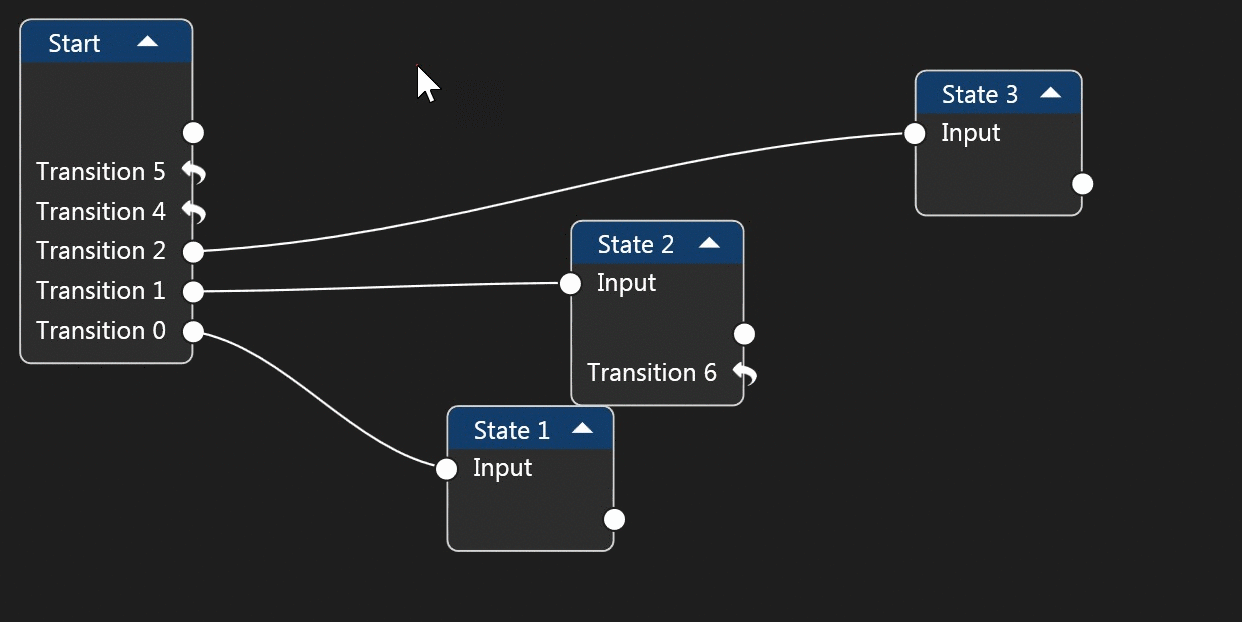 Start
Transition 5
Transition 4
Transition 2
Transition 1
Transition 0
State 3
Input
State 2
Input
Transition 6
State 1
Input